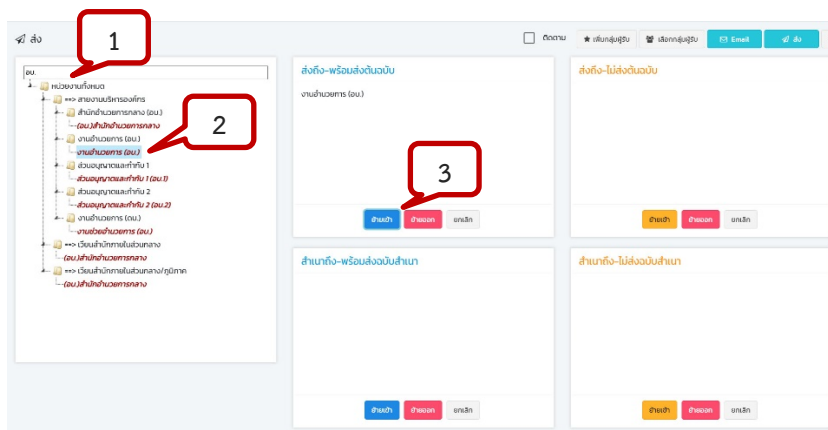 ส่ง
1
ติดตาม
เพิ่มกลุ่มผู้รับ
เลือกกลุ่มผู้รับ
Email
ส่ง
อบ.
หน่วยงานทั้งหมด
==> สายงานบริหารองค์กร
สำนักอำนวยการกลาง (อบ.)
(อบ.)สำนักอำนวยการกลาง
งานอำนวยการ (อบ.)
งานอำนวยการ (อบ.)
ส่วนอนุญาตและกำกับ 1
ส่วนอนุญาตและกำกับ 1 (อบ.1)
ส่วนอนุญาตและกำกับ 2
ส่วนอนุญาตและกำกับ 2 (อบ.2)
งานอำนวยการ (อบ.)
งานช่วยอำนวยการ (อบ.)
==> เวียนสำนักภายในส่วนกลาง
(อบ.)สำนักอำนวยการกลาง
==> เวียนสำนักภายในส่วนกลาง/ภูมิภาค
(อบ.)สำนักอำนวยการกลาง
2
ส่งถึง-พร้อมส่งต้นฉบับ
งานอำนวยการ (อบ.)
3
ย้ายเข้า ย้ายออก ยกเลิก
ส่งถึง-ไม่ส่งต้นฉบับ
ย้ายเข้า ย้ายออก ยกเลิก
สำเนาถึง-พร้อมส่งฉบับสำเนา
ย้ายเข้า ย้ายออก ยกเลิก
สำเนาถึง-ไม่ส่งฉบับสำเนา
ย้ายเข้า ย้ายออก ยกเลิก